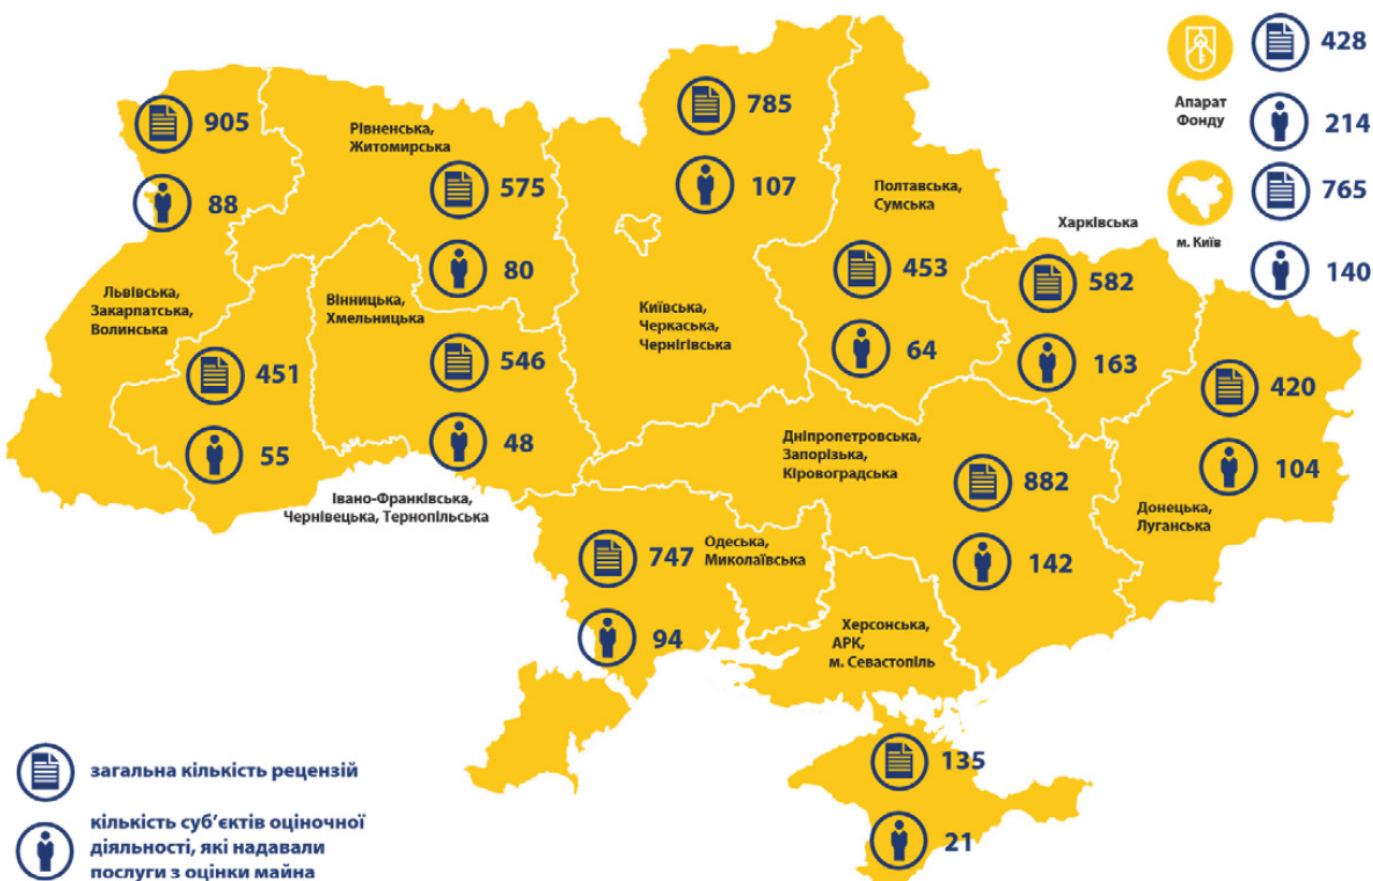 428
Апарат
Фонду
214
765
м. Київ
140
905
88
Львівська,
Закарпатська,
Волинська
Рівненська,
Житомирська
575
80
785
107
Київська,
Черкаська,
Чернігівська
Полтавська,
Сумська
453
64
Харківська
582
163
Вінницька,
Хмельницька
546
48
451
55
Івано-Франківська,
Чернівецька, Тернопільська
Дніпропетровська,
Запорізька,
Кіровоградська
882
142
420
104
Донецька,
Луганська
747
Одеська,
Миколаївська
94
Херсонська,
АРК,
м. Севастопіль
135
21
загальна кількість рецензій
кількість суб’єктів оціночної
діяльності, які надавали
послуги з оцінки майна